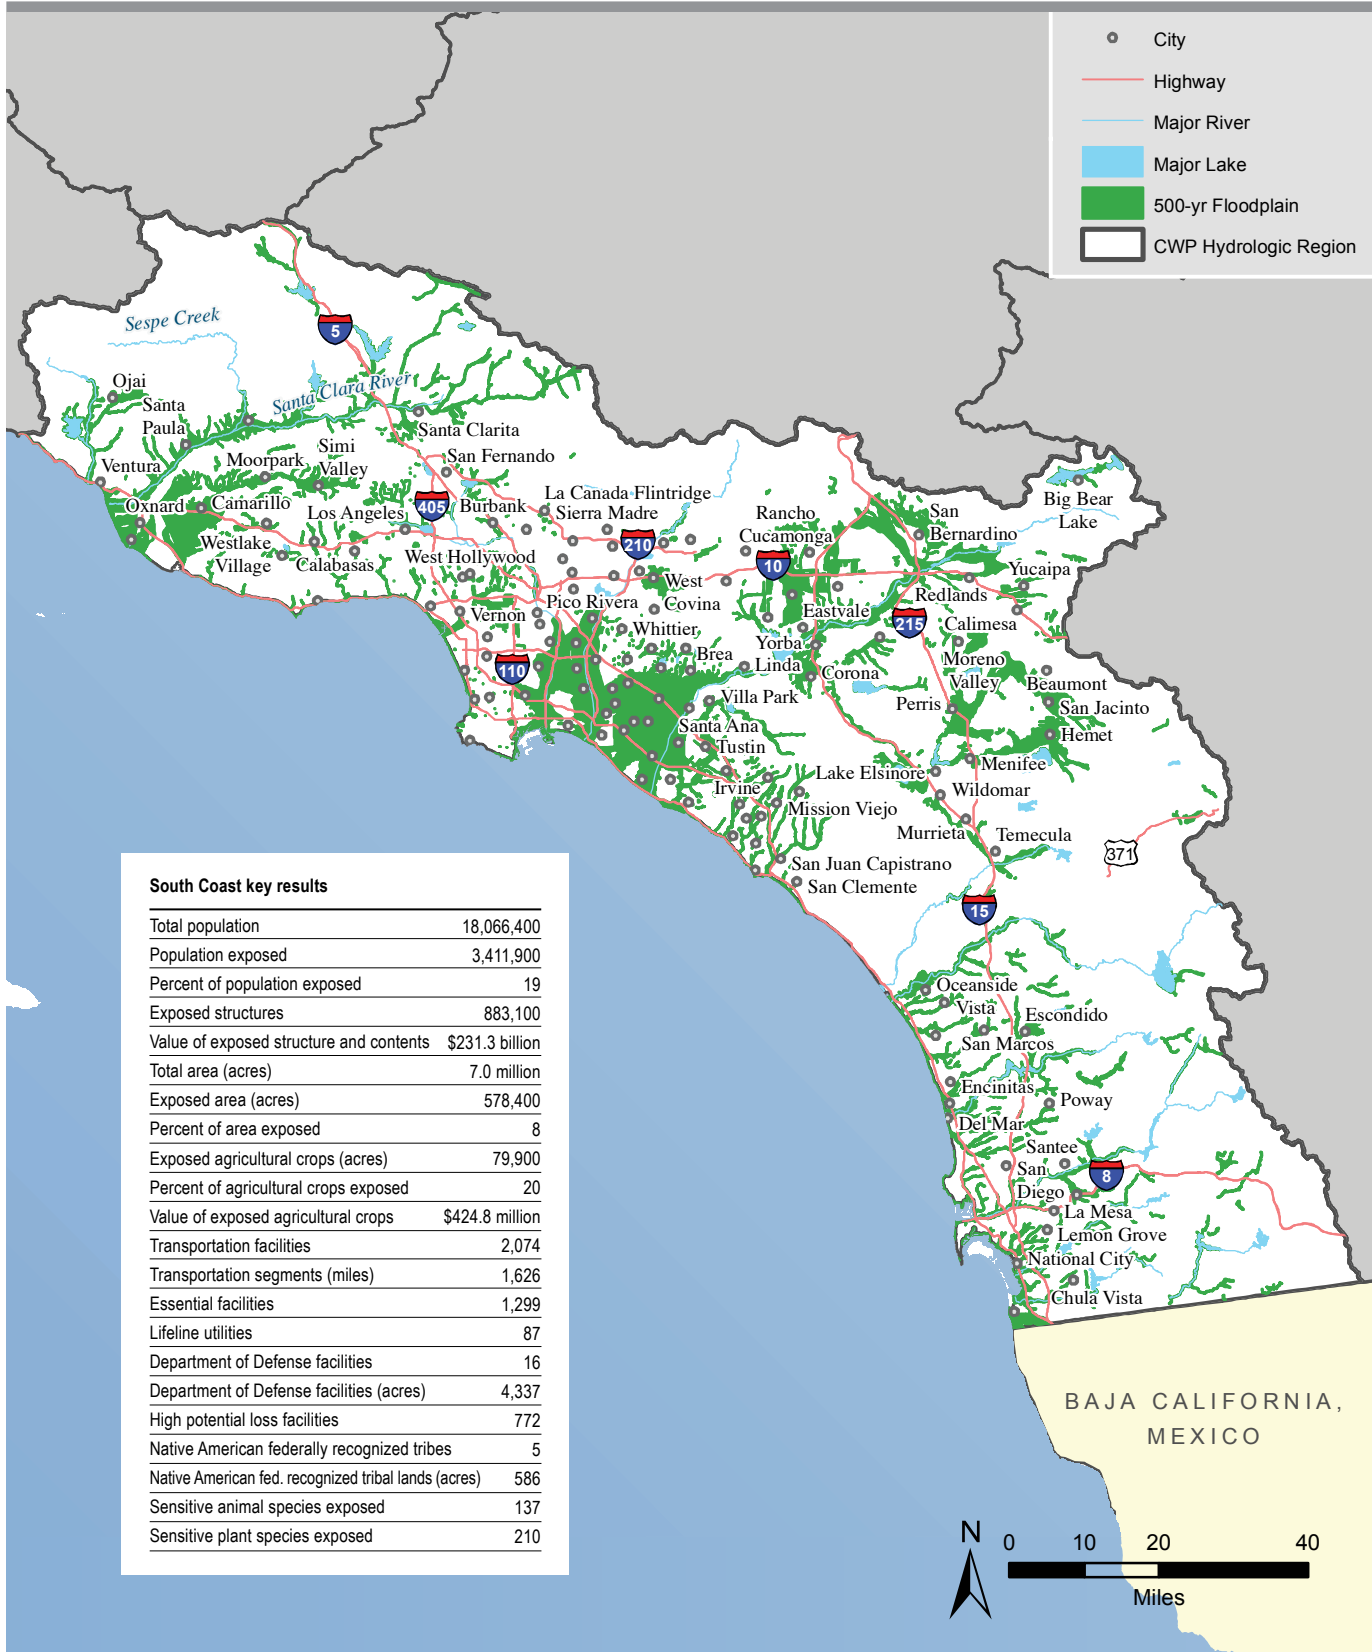 City
Highway
Major River
Major Lake
500-yr Floodplain
CWP Hydrologic Region
Sespe Creek
5
Ojai
Santa Clara River
Santa
Paula
Santa Clarita
Simi
Valley
Moorpark
San Fernando
Ventura
Big Bear
Lake
La Canada Flintridge
Oxnard
Camarillo
Los Angeles
405
Burbank
Sierra Madre
Rancho
Cucamonga
San
Bernardino
Westlake
Village
Calabasas
West Hollywood
210
10
Yucaipa
West
Covina
Redlands
Pico Rivera
Vernon
Eastvale
215
Calimesa
Whittier
Yorba
Linda
Brea
110
Corona
Moreno
Valley
Beaumont
Villa Park
Perris
San Jacinto
Santa Ana
Hemet
Tustin
Lake Elsinore
Menifee
Irvine
Wildomar
Mission Viejo
Murrieta
Temecula
371
San Juan Capistrano
San Clemente
15
Oceanside
Vista
Escondido
San Marcos
Encinitas
Poway
Del Mar
Santee
San
Diego
8
La Mesa
Lemon Grove
National City
Chula Vista
South Coast key results
Total population 18,066,400
Population exposed 3,411,900
Percent of population exposed 19
Exposed structures 883,100
Value of exposed structure and contents $231.3 billion
Total area (acres) 7.0 million
Exposed area (acres) 578,400
Percent of area exposed 8
Exposed agricultural crops (acres) 79,900
Percent of agricultural crops exposed 20
Value of exposed agricultural crops $424.8 million
Transportation facilities 2,074
Transportation segments (miles) 1,626
Essential facilities 1,299
Lifeline utilities 87
Department of Defense facilities 16
Department of Defense facilities (acres) 4,337
High potential loss facilities 772
Native American federally recognized tribes 5
Native American fed. recognized tribal lands (acres) 586
Sensitive animal species exposed 137
Sensitive plant species exposed 210
BAJA CALIFORNIA,
MEXICO
N
0 10 20 40
Miles